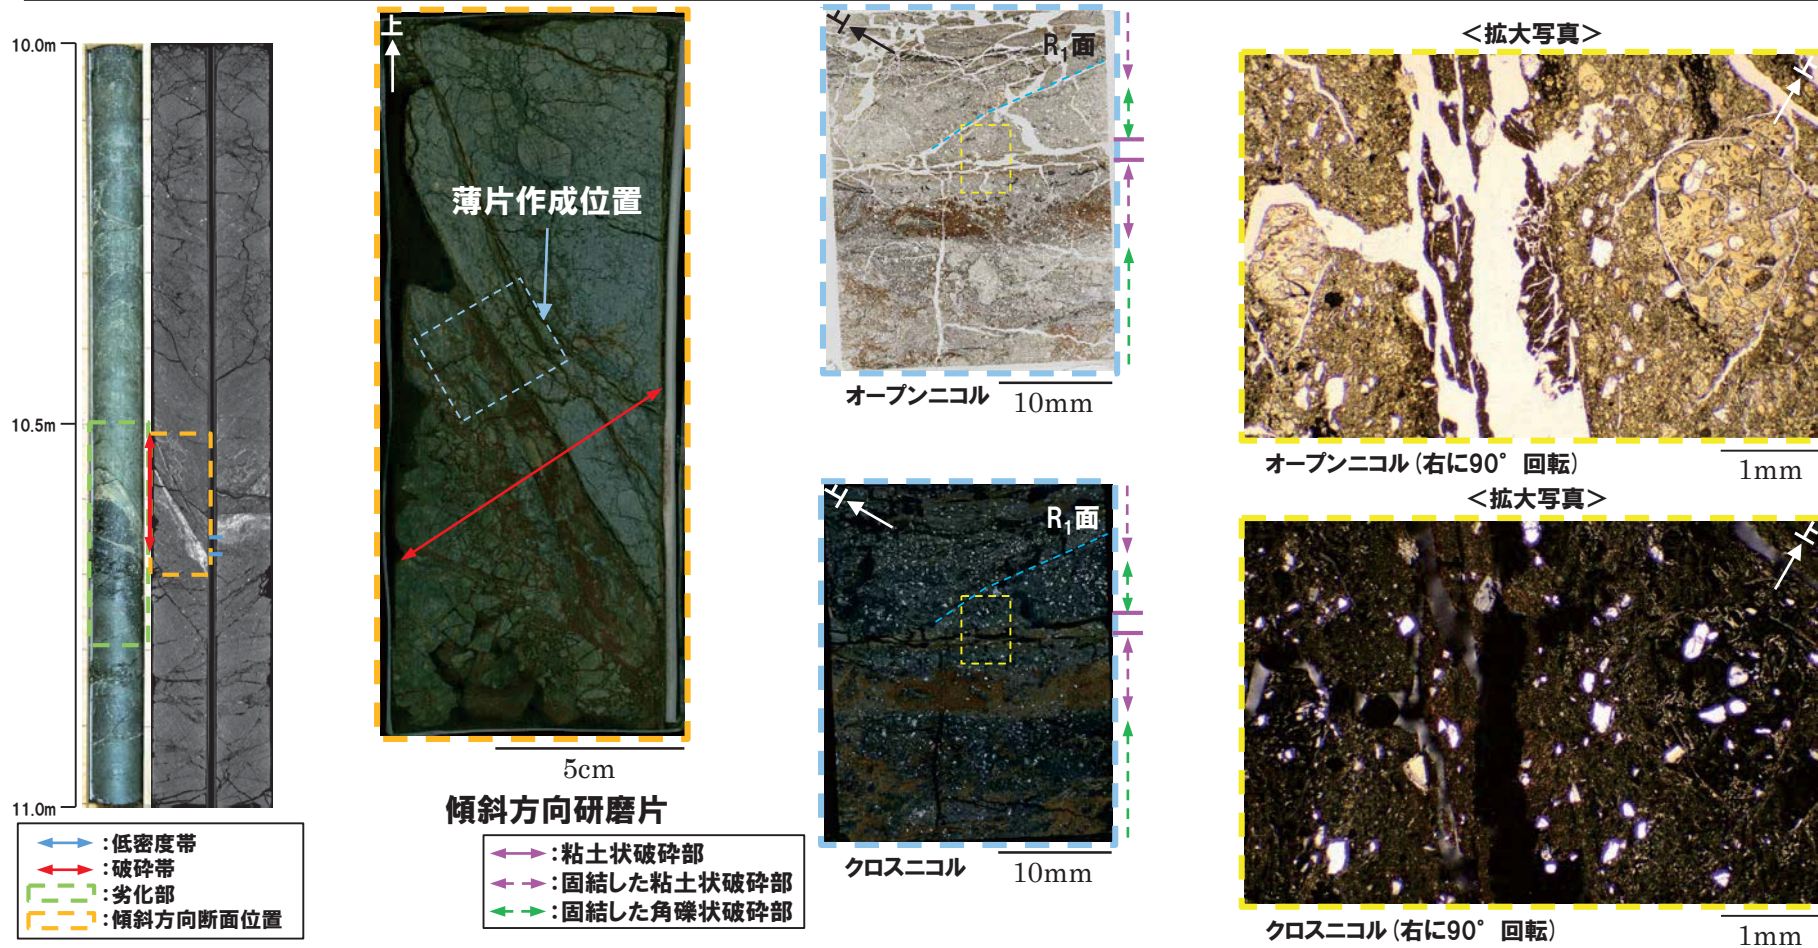 10.0m
10.5m
11.0m
：低密度帯
：破砕帯
：劣化部
：傾斜方向断面位置
上
薄片作成位置
5cm
傾斜方向研磨片
：粘土状破砕部
：固結した粘土状破砕部
：固結した角礫状破砕部
上
R1面
オープンニコル
10mm
上
R1面
クロスニコル
10mm
＜拡大写真＞
上
オープンニコル（右に90°回転）
1mm
＜拡大写真＞
上
クロスニコル（右に90°回転）
1mm